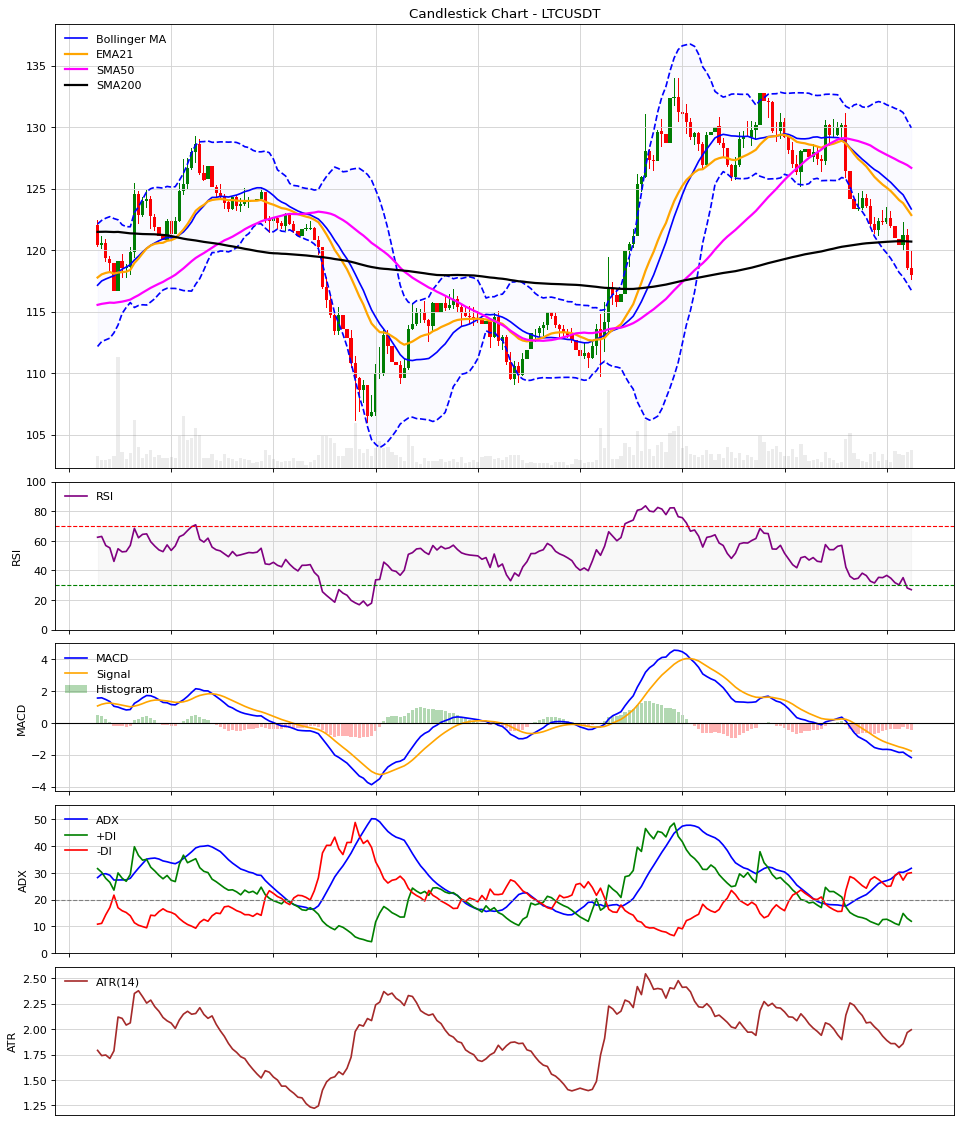 Candlestick Chart - LTCUSDT
Bollinger MA
EMA21
SMA50
SMA200
135
130
125
120
115
110
105
RSI
RSI
100
80
60
40
20
0
MACD
Signal
Histogram
MACD
4
2
0
−2
−4
ADX
+DI
-DI
ADX
50
40
30
20
10
0
ATR(14)
ATR
2.50
2.25
2.00
1.75
1.50
1.25